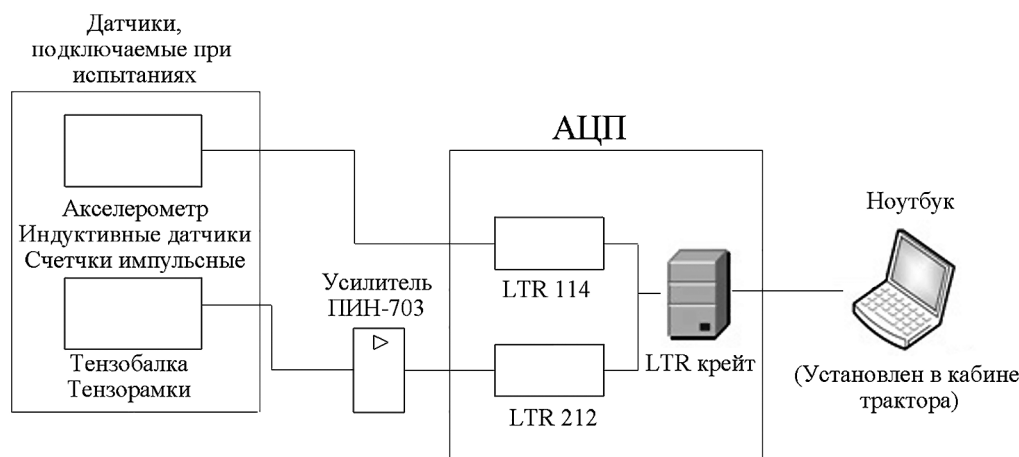 Датчики,
подключаемые при
испытаниях
АЦП
Акселерометр
Индуктивные датчики
Счетчки импульсные
Усилитель
ПИН-703
Тензобалка
Тензорамки
LTR 114
LTR 212
LTR крейт
Ноутбук
(Установлен в кабине
трактора)